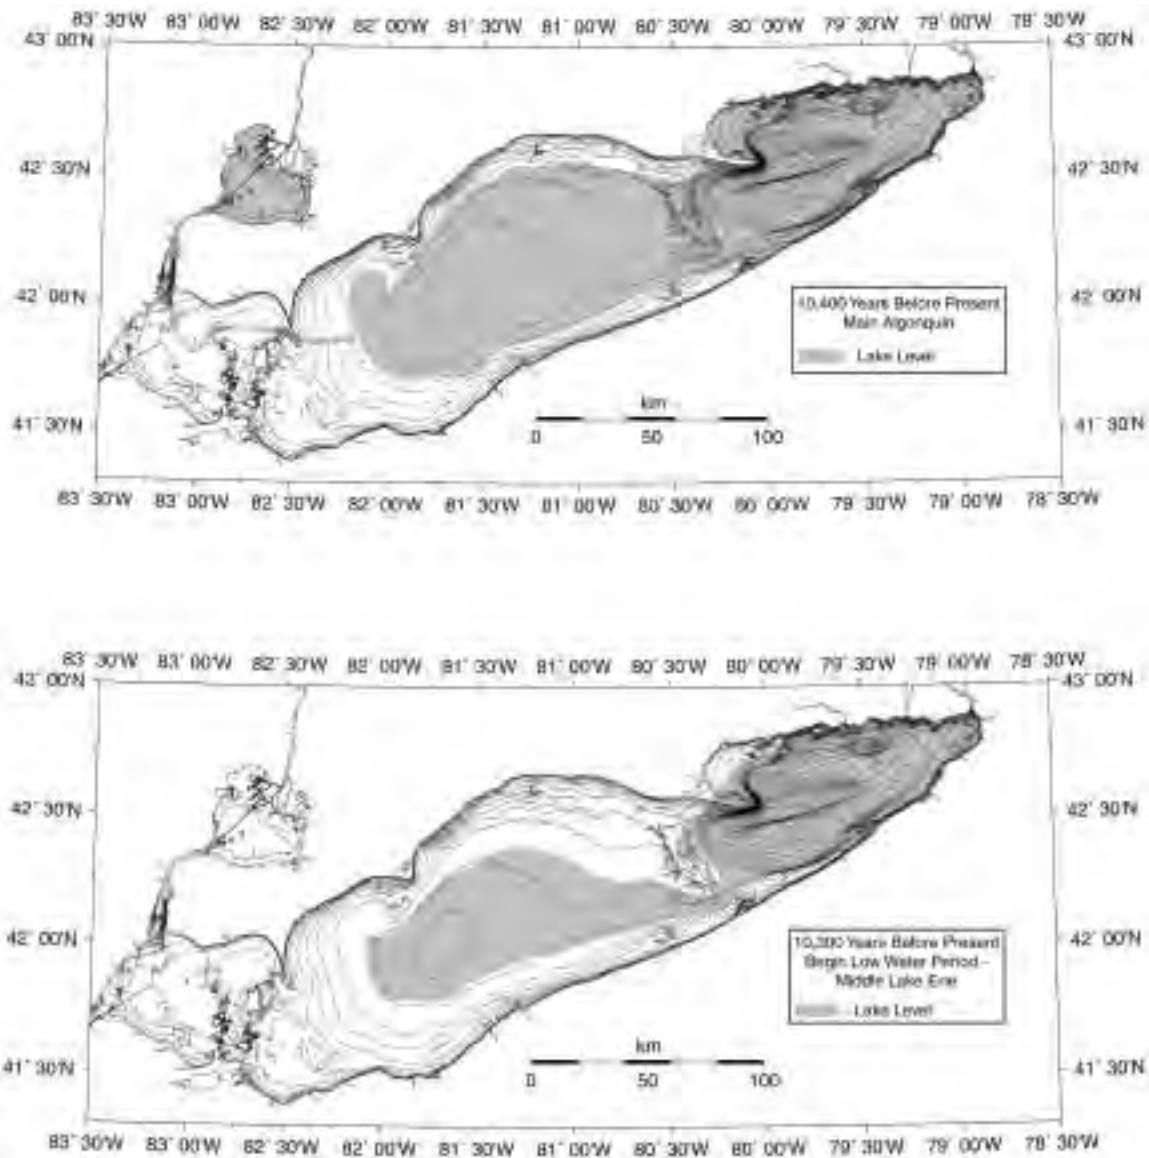 83° 30'W 83° 00'W 82° 30'W 82° 00'W 81° 30'W 81° 00'W 80° 30'W 80° 00'W 79° 30'W 79° 00'W 78° 30'W
43° 00'N 43° 00'N
42° 30'N 42° 30'N
42° 00'N 42° 00'N
10,400 Years Before Present
Main Algonquin
Lake Level
km
0 50 100
41° 30'N 41° 30'N
83° 30'W 83° 00'W 82° 30'W 82° 00'W 81° 30'W 81° 00'W 80° 30'W 80° 00'W 79° 30'W 79° 00'W 78° 30'W
83° 30'W 83° 00'W 82° 30'W 82° 00'W 81° 30'W 81° 00'W 80° 30'W 80° 00'W 79° 30'W 79° 00'W 78° 30'W
43° 00'N 43° 00'N
42° 30'N 42° 30'N
42° 00'N 42° 00'N
10,300 Years Before Present
Begin Low Water Period -
Middle Lake Erie
Lake Level
km
0 50 100
41° 30'N 41° 30'N
83° 30'W 83° 00'W 82° 30'W 82° 00'W 81° 30'W 81° 00'W 80° 30'W 80° 00'W 79° 30'W 79° 00'W 78° 30'W